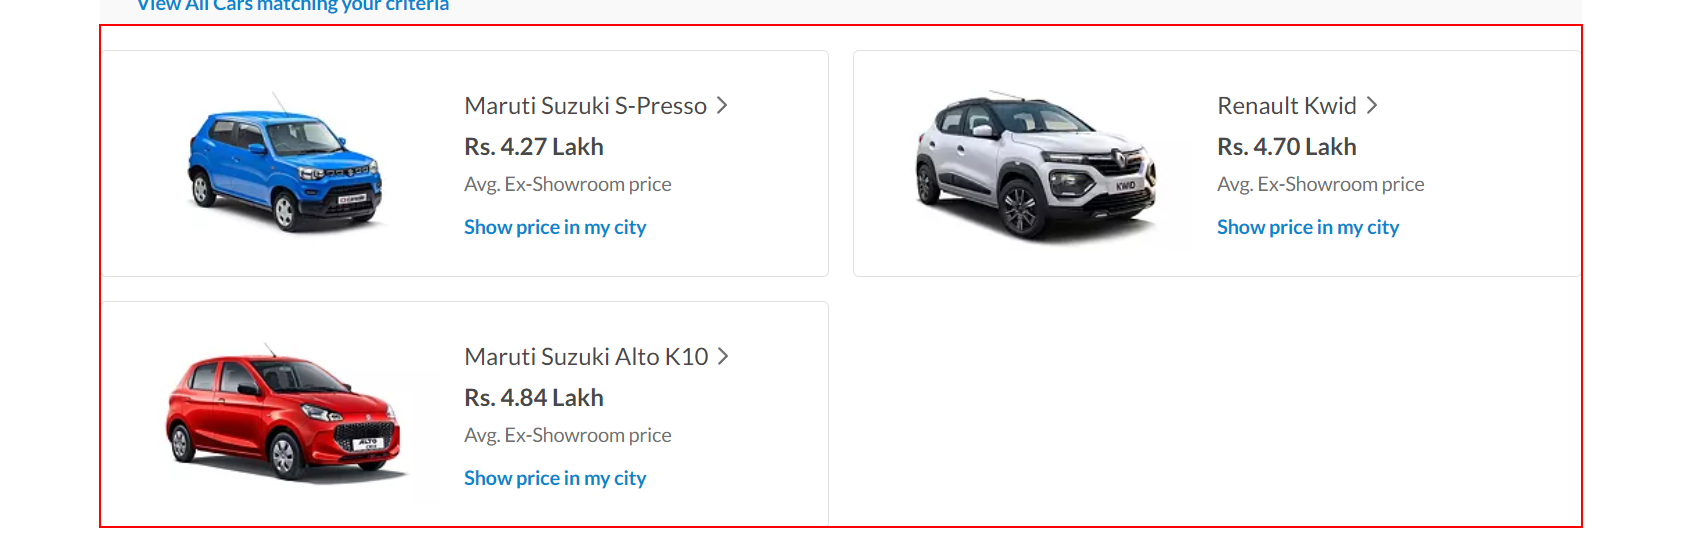 View All Cars matching your criteria
Maruti Suzuki S-Presso
Rs. 4.27 Lakh
Avg. Ex-Showroom price
Show price in my city
Renault Kwid
Rs. 4.70 Lakh
Avg. Ex-Showroom price
Show price in my city
KWID
Maruti Suzuki Alto K10
Rs. 4.84 Lakh
Avg. Ex-Showroom price
Show price in my city
ALTO